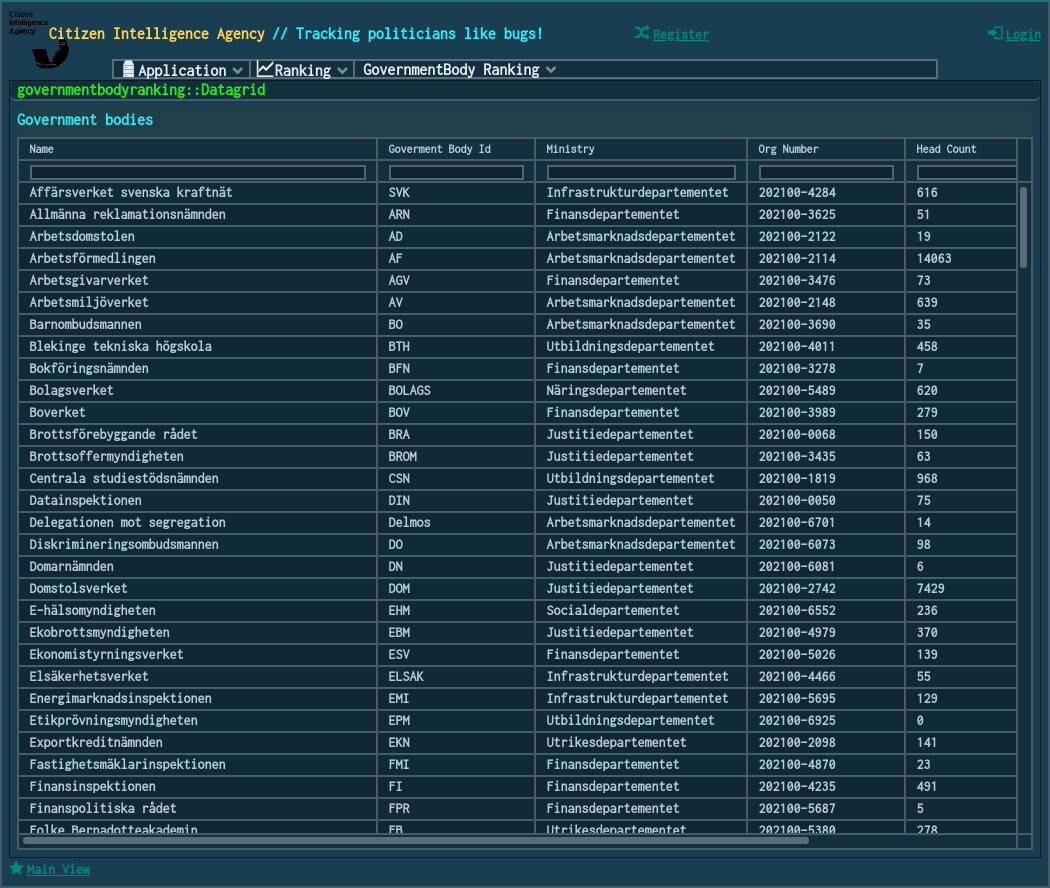 Citizen
Intelligence
Agency
Citizen Intelligence Agency // Tracking politicians like bugs!
Register
Login
Application Ranking GovernmentBody Ranking
governmentbodyranking::Datagrid
Government bodies
Name Goverment Body Id Ministry Org Number Head Count
Affärsverket svenska kraftnät SVK Infrastrukturdepartementet 202100-4284 616
Allmänna reklamationsnämnden ARN Finansdepartementet 202100-3625 51
Arbetsdomstolen AD Arbetsmarknadsdepartementet 202100-2122 19
Arbetsförmedlingen AF Arbetsmarknadsdepartementet 202100-2114 14063
Arbetsgivarverket AGV Finansdepartementet 202100-3476 73
Arbetsmiljöverket AV Arbetsmarknadsdepartementet 202100-2148 639
Barnombudsmannen BO Arbetsmarknadsdepartementet 202100-3690 35
Blekinge tekniska högskola BTH Utbildningsdepartementet 202100-4011 458
Bokföringsnämnden BFN Finansdepartementet 202100-3278 7
Bolagsverket BOLAGS Näringsdepartementet 202100-5489 620
Boverket BOV Finansdepartementet 202100-3989 279
Brottsförebyggande rådet BRA Justitiedepartementet 202100-0068 150
Brottsoffermyndigheten BROM Justitiedepartementet 202100-3435 63
Centrala studiestödsnämnden CSN Utbildningsdepartementet 202100-1819 968
Datainspektionen DIN Justitiedepartementet 202100-0050 75
Delegationen mot segregation Delmos Arbetsmarknadsdepartementet 202100-6701 14
Diskrimineringsombudsmannen DO Arbetsmarknadsdepartementet 202100-6073 98
Domarnämnden DN Justitiedepartementet 202100-6081 6
Domstolsverket DOM Justitiedepartementet 202100-2742 7429
E-hälsomyndigheten EHM Socialdepartementet 202100-6552 236
Ekobrottsmyndigheten EBM Justitiedepartementet 202100-4979 370
Ekonomistyrningsverket ESV Finansdepartementet 202100-5026 139
Elsäkerhetsverket ELSAK Infrastrukturdepartementet 202100-4466 55
Energimarknadsinspektionen EMI Infrastrukturdepartementet 202100-5695 129
Etikprövningsmyndigheten EPM Utbildningsdepartementet 202100-6925 0
Exportkreditnämnden EKN Utrikesdepartementet 202100-2098 141
Fastighetsmäklarinspektionen FMI Finansdepartementet 202100-4870 23
Finansinspektionen FI Finansdepartementet 202100-4235 491
Finanspolitiska rådet FPR Finansdepartementet 202100-5687 5
Folke Bernadotteakademin FB Utrikesdepartementet 202100-5380 278
Main View